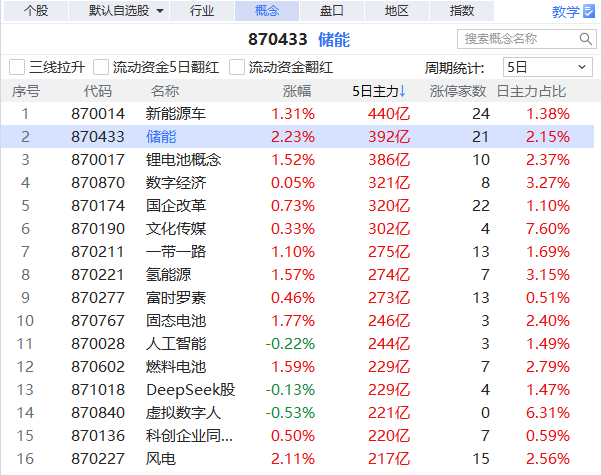 个股 默认自选股 行业 概念 盘口 地区 指数 教学
870433 储能 搜索概念名称
三线拉升 流动资金5日翻红 流动资金翻红 周期统计: 5日
序号 代码 名称 涨幅 5日主力↓ 涨停家数 日主力占比
1 870014 新能源车 1.31% 440亿 24 1.38%
2 870433 储能 2.23% 392亿 21 2.15%
3 870017 锂电池概念 1.52% 386亿 10 2.37%
4 870870 数字经济 0.05% 321亿 8 3.27%
5 870174 国企改革 0.73% 320亿 22 1.10%
6 870190 文化传媒 0.33% 302亿 4 7.60%
7 870211 一带一路 1.10% 275亿 13 1.69%
8 870221 氢能源 1.57% 274亿 7 3.15%
9 870277 富时罗素 0.46% 273亿 13 0.51%
10 870767 固态电池 1.77% 246亿 3 2.40%
11 870028 人工智能 -0.22% 244亿 3 1.49%
12 870602 燃料电池 1.59% 229亿 7 2.79%
13 871018 DeepSeek股 -0.13% 229亿 4 1.47%
14 870840 虚拟数字人 -0.53% 221亿 0 6.31%
15 870136 科创企业同... 0.50% 220亿 7 0.59%
16 870227 风电 2.11% 217亿 15 2.56%